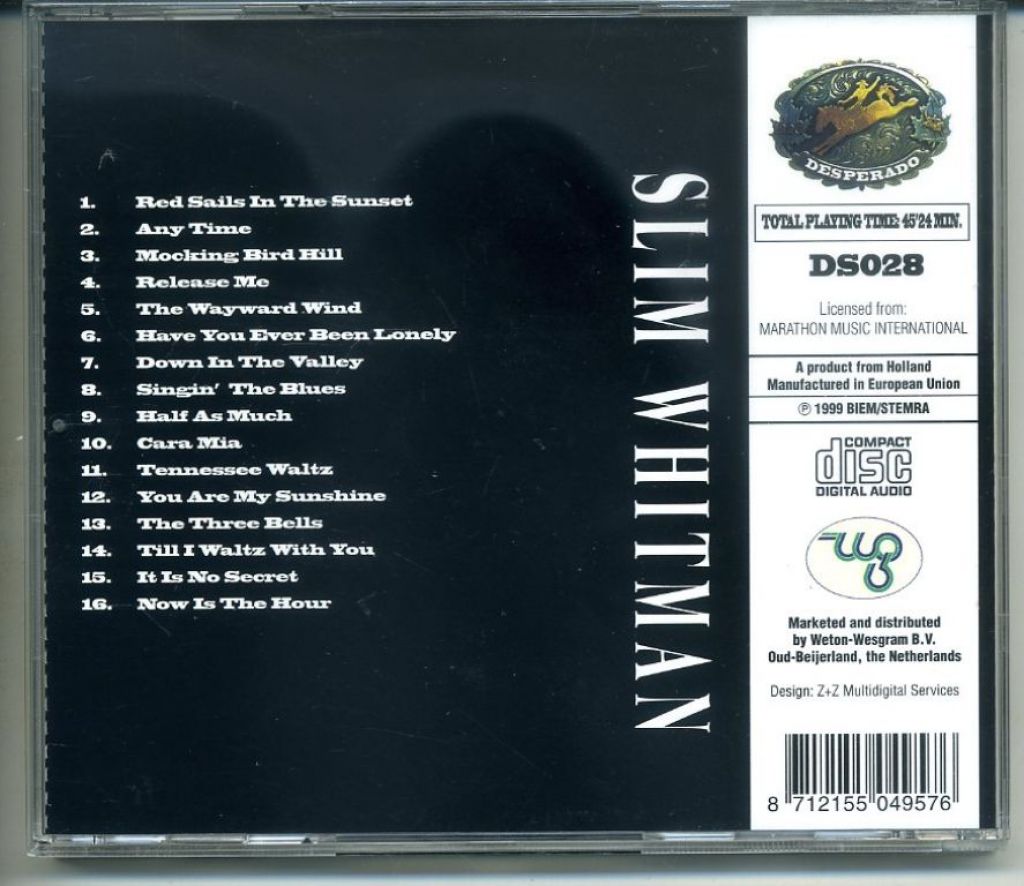 1. Red Sails In The Sunset
2. Any Time
3. Mocking Bird Hill
4. Release Me
5. The Wayward Wind
6. Have You Ever Been Lonely
7. Down In The Valley
8. Singin' The Blues
9. Half As Much
10. Cara Mia
11. Tennessee Waltz
12. You Are My Sunshine
13. The Three Bells
14. Till I Waltz With You
15. It Is No Secret
16. Now Is The Hour
SLIM WHITMAN
DESPERADO
TOTAL PLAYING TIME: 45'24 MIN.
DS028
Licensed from:
MARATHON MUSIC INTERNATIONAL
A product from Holland
Manufactured in European Union
℗ 1999 BIEM/STEMRA
COMPACT
disc
DIGITAL AUDIO
Marketed and distributed
by Weton-Wesgram B.V.
Oud-Beijerland, the Netherlands
Design: Z+Z Multidigital Services
8 712155 049576